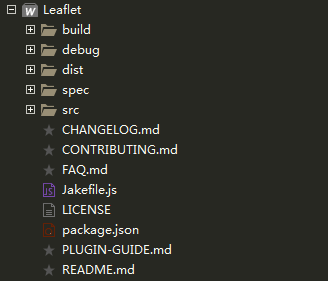 Leaflet
build
debug
dist
spec
src
CHANGELOG.md
CONTRIBUTING.md
FAQ.md
Jakefile.js
LICENSE
package.json
PLUGIN-GUIDE.md
README.md